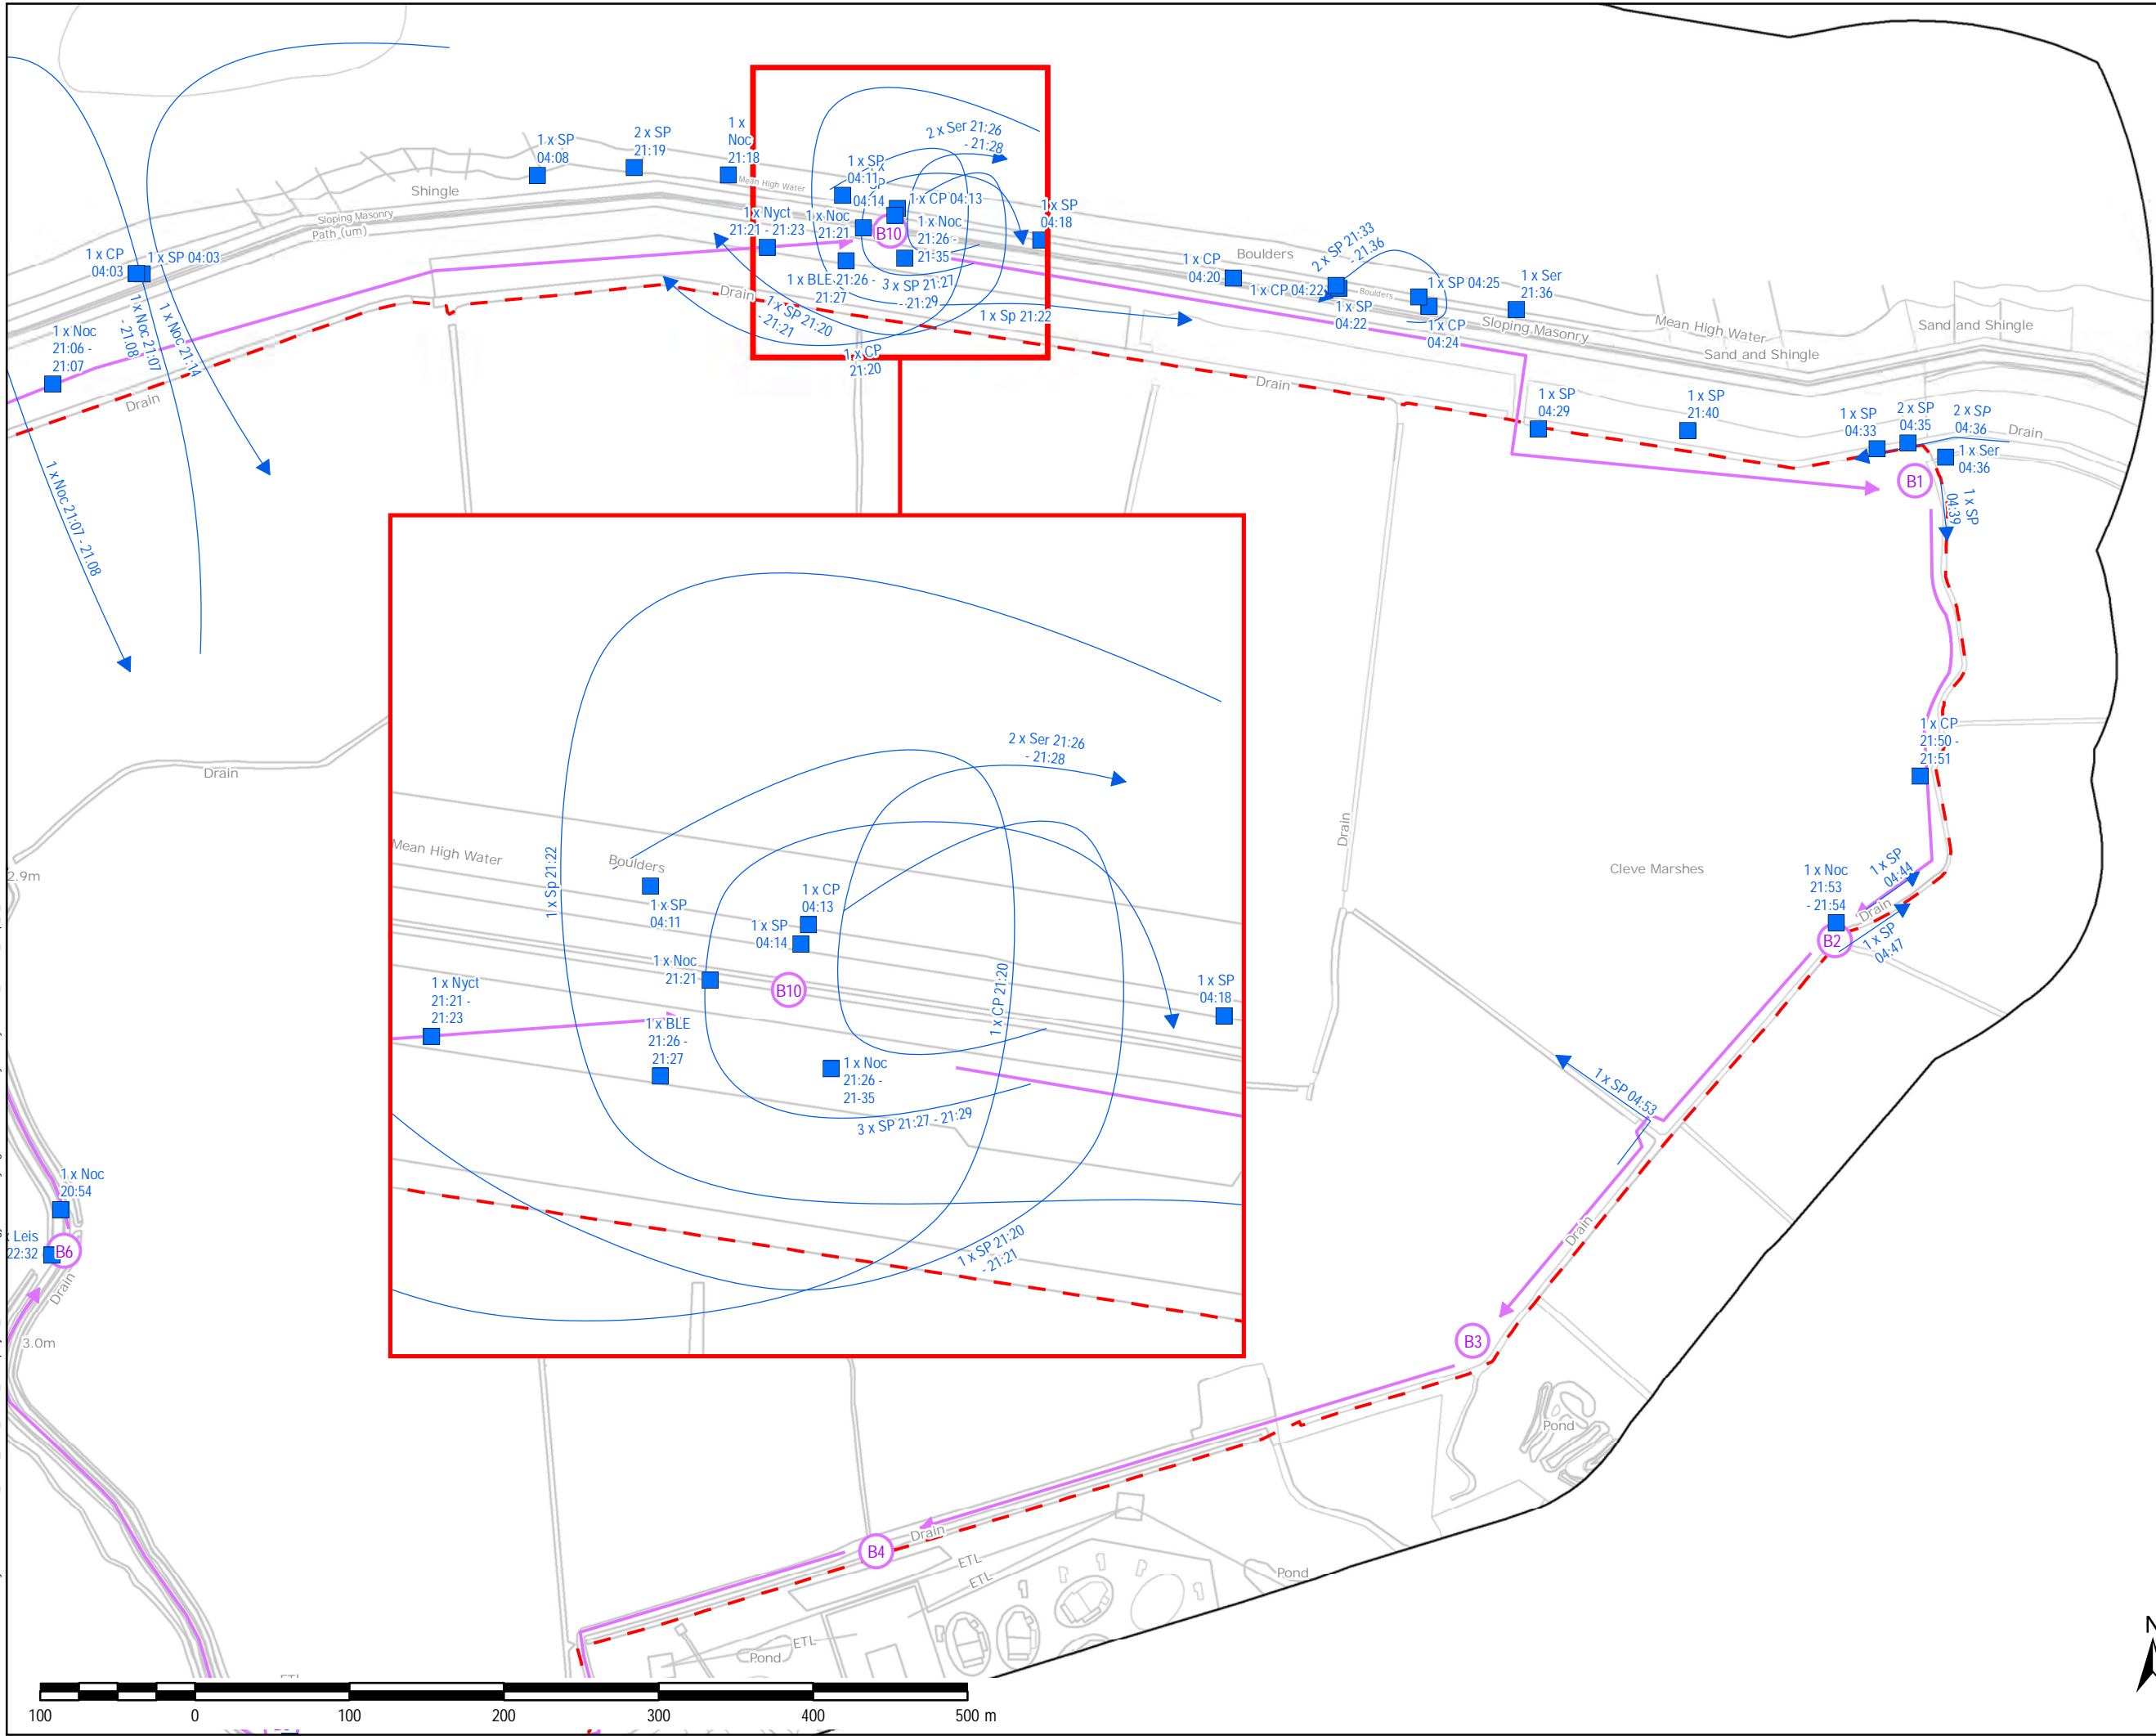 1 x SP
04:08
2 x SP
21:19
1 x
Noc
21:18
2 x Ser 21:26
- 21:28
1 x SP
04:11
04:14
1 x CP 04:13
Mean High Water
Shingle
Sloping Masonry
Path (um)
1 x Nyct
21:21 - 21:23
1 x Noc
21:21
B10
1 x Noc
21:26 -
21-35
1 x SP
04:18
1 x CP
04:03
1 x SP 04:03
1 x BLE 21:26 -
21:27
3 x SP 21:27
- 21:29
Drain
1 x SP 21:20
- 21:21
1 x Sp 21:22
1 x CP
21:20
Boulders
2 x SP 21:33
- 21:36
1 x CP
04:20
1 x CP 04:22
Boulders
1 x SP
04:22
1 x SP 04:25
1 x CP
04:24
1 x Ser
21:36
Sloping Masonry
Mean High Water
Sand and Shingle
Sand and Shingle
1 x Noc
21:06 -
21:07
1 x Noc 21:07
- 21:08
1 x Noc 21:14
Drain
1 x Noc 21:07 - 21:08
Drain
1 x SP
04:29
1 x SP
21:40
1 x SP
04:33
2 x SP
04:35
2 x SP
04:36
Drain
1 x Ser
04:36
B1
1 x SP
04:39
Drain
2.9m
Drain
Cleve Marshes
1 x CP
21:50 -
21:51
1 x Noc
21:53
- 21:54
1 x SP
04:44
Drain
B2
1 x SP
04:47
2 x Ser 21:26
- 21:28
Mean High Water
Boulders
1 x Sp 21:22
1 x SP
04:11
1 x CP
04:13
1 x SP
04:14
1 x Noc
21:21
B10
1 x CP 21:20
1 x SP
04:18
1 x Nyct
21:21 -
21:23
1 x BLE
21:26 -
21:27
1 x Noc
21:26 -
21-35
3 x SP 21:27 - 21:29
1 x SP 21:20
- 21:21
1 x SP 04:53
Drain
1 x Noc
20:54
x Leis
22:32
B6
Drain
3.0m
B3
Pond
B4
Drain
ETL
ETL
Pond
ETL
Pond
N
100 0 100 200 300 400 500 m